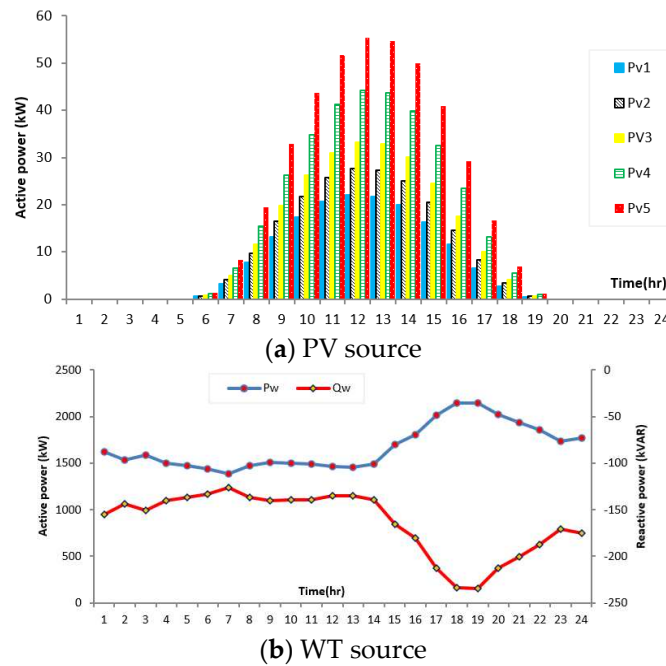 60
50
40
30
20
10
0
Active power (kW)
Pv1
Pv2
PV3
Pv4
Pv5
Time(hr)
1 2 3 4 5 6 7 8 9 10 11 12 13 14 15 16 17 18 19 20 21 22 23 24
(a) PV source
2500
2000
1500
1000
500
0
Active power (kW)
Pw Qw
0
-50
-100
-150
-200
-250
Reactive power (kVAR)
Time(hr)
1 2 3 4 5 6 7 8 9 10 11 12 13 14 15 16 17 18 19 20 21 22 23 24
(b) WT source